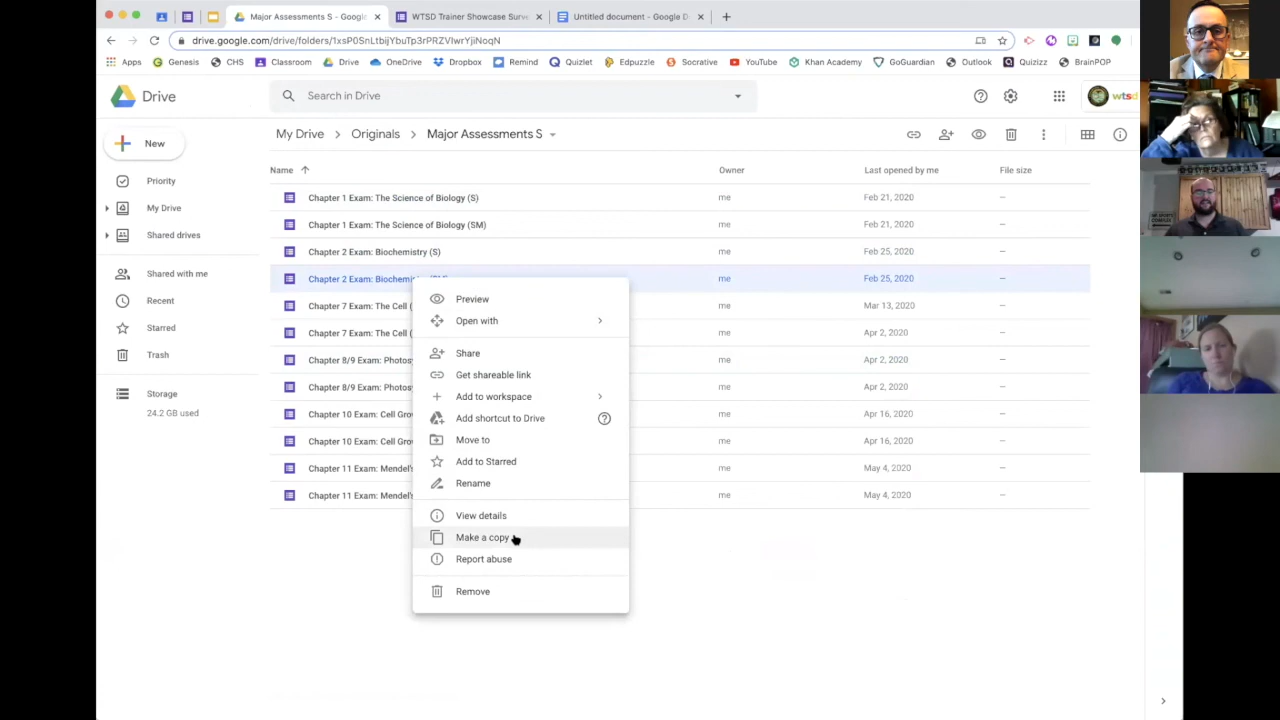 Major Assessments S - Google
WTSD Trainer Showcase Surv
Untitled document - Google D
drive.google.com/drive/folders/1xsP0SnLtbijYbuTp3rPRZVIwrYjiNoqN
Apps Genesis CHS Classroom Drive OneDrive Dropbox Remind Quizlet Edpuzzle Socrative YouTube Khan Academy GoGuardian Outlook Quizizz BrainPOP
Drive
Search in Drive
wtsd
New
My Drive > Originals > Major Assessments S
Name Owner Last opened by me File size
Priority
My Drive
Shared drives
Shared with me
Recent
Starred
Trash
Storage
24.2 GB used
Chapter 1 Exam: The Science of Biology (S) me Feb 21, 2020 –
Chapter 1 Exam: The Science of Biology (SM) me Feb 21, 2020 –
Chapter 2 Exam: Biochemistry (S) me Feb 25, 2020 –
Chapter 2 Exam: Biochemistry me Feb 25, 2020 –
Chapter 7 Exam: The Cell ( me Mar 13, 2020 –
Chapter 7 Exam: The Cell ( me Apr 2, 2020 –
Chapter 8/9 Exam: Photos me Apr 2, 2020 –
Chapter 8/9 Exam: Photos me Apr 2, 2020 –
Chapter 10 Exam: Cell Gro me Apr 16, 2020 –
Chapter 10 Exam: Cell Gro me Apr 16, 2020 –
Chapter 11 Exam: Mendel's me May 4, 2020 –
Chapter 11 Exam: Mendel's me May 4, 2020 –
Preview
Open with
Share
Get shareable link
Add to workspace
Add shortcut to Drive
Move to
Add to Starred
Rename
View details
Make a copy
Report abuse
Remove